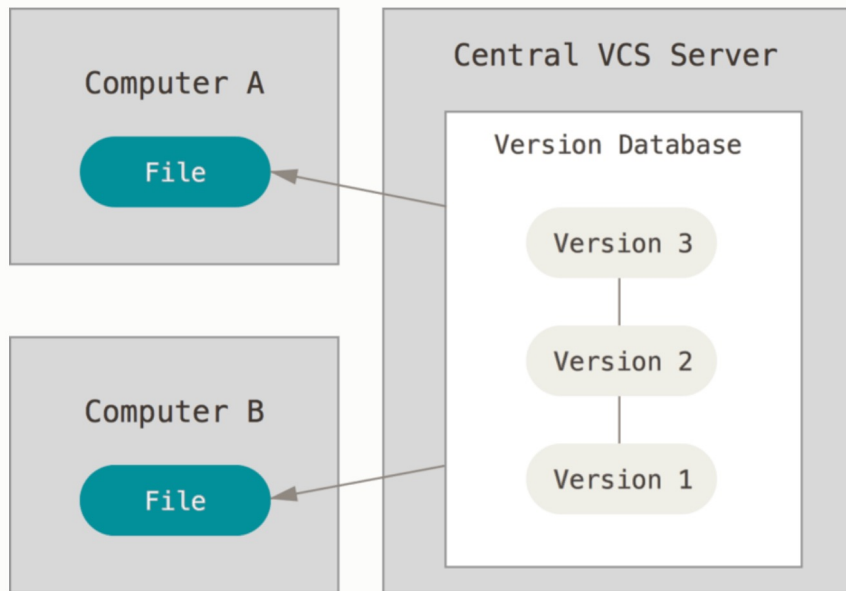 Computer A
File
Computer B
File
Central VCS Server
Version Database
Version 3
Version 2
Version 1